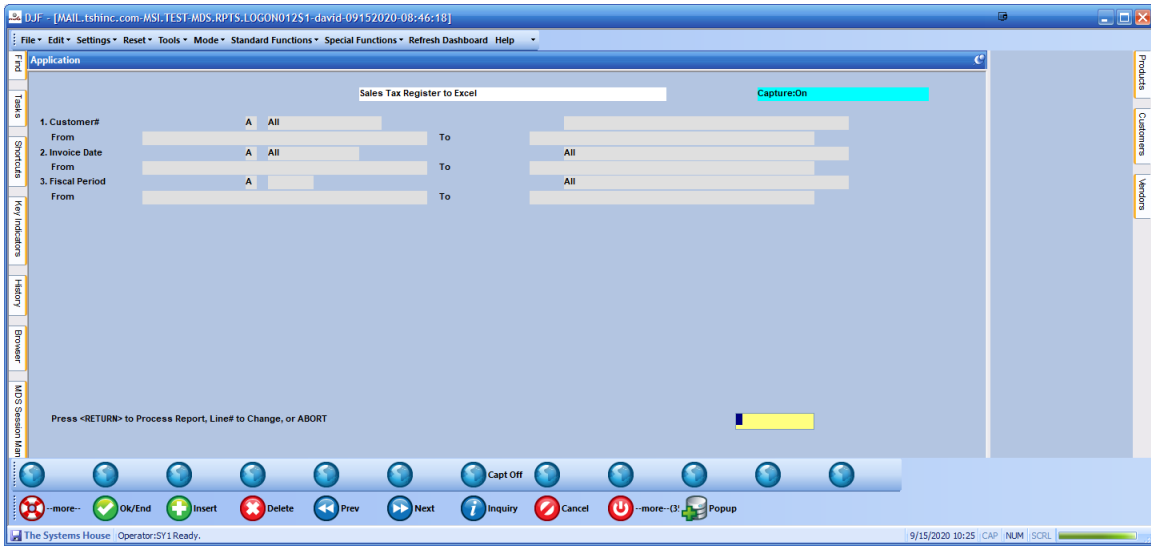 DJF - [MAIL.tshinc.com-MSI.TEST-MDS.RPTS.LOGON012$1-david-09152020-08:46:18]
File Edit Settings Reset Tools Mode Standard Functions Special Functions Refresh Dashboard Help
Find
Tasks
Shortcuts
Key Indicators
History
Browser
MDS Session Man
Application
Sales Tax Register to Excel
Capture:On
1. Customer# A All
From To
2. Invoice Date A All All
From To
3. Fiscal Period A All
From To
Press <RETURN> to Process Report, Line# to Change, or ABORT
Products
Customers
Vendors
Capt Off
--more-- Ok/End Insert Delete Prev Next Inquiry Cancel --more--(3) Popup
The Systems House Operator:SY1 Ready. 9/15/2020 10:25 CAP NUM SCRL